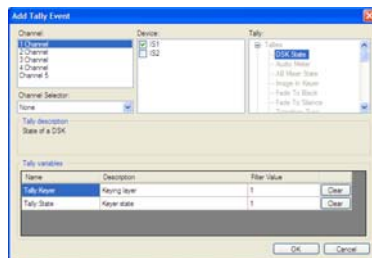 Add Tally Event
Channel:
1 Channel
2 Channel
3 Channel
4 Channel
Channel 5
Channel Selector:
None
Device:
IS1
IS2
Tally:
Tallies
DSK State
Audio Meter
AB Mixer State
Image in Keyer
Fade To Black
Fade To Silence
Tally description
State of a DSK
Tally variables
Name Description Filter Value
Tally Keyer Keying layer 1 Clear
Tally State Keyer state 1 Clear
OK Cancel